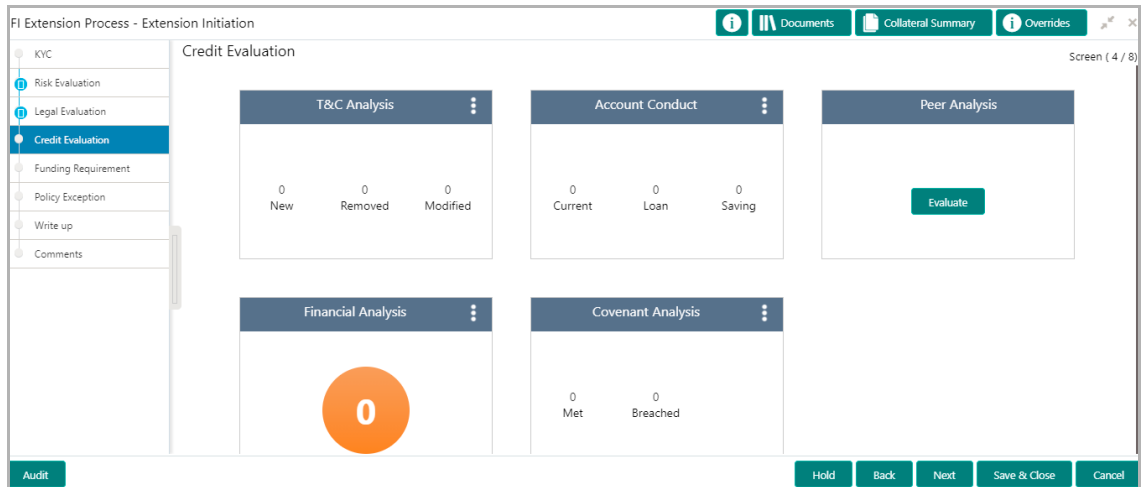 FI Extension Process - Extension Initiation
Documents
Collateral Summary
Overrides
KYC
Risk Evaluation
Legal Evaluation
Credit Evaluation
Funding Requirement
Policy Exception
Write up
Comments
Credit Evaluation
Screen ( 4 / 8)
T&C Analysis
0 0 0
New Removed Modified
Account Conduct
0 0 0
Current Loan Saving
Peer Analysis
Evaluate
Financial Analysis
0
Covenant Analysis
0 0
Met Breached
Audit
Hold
Back
Next
Save & Close
Cancel